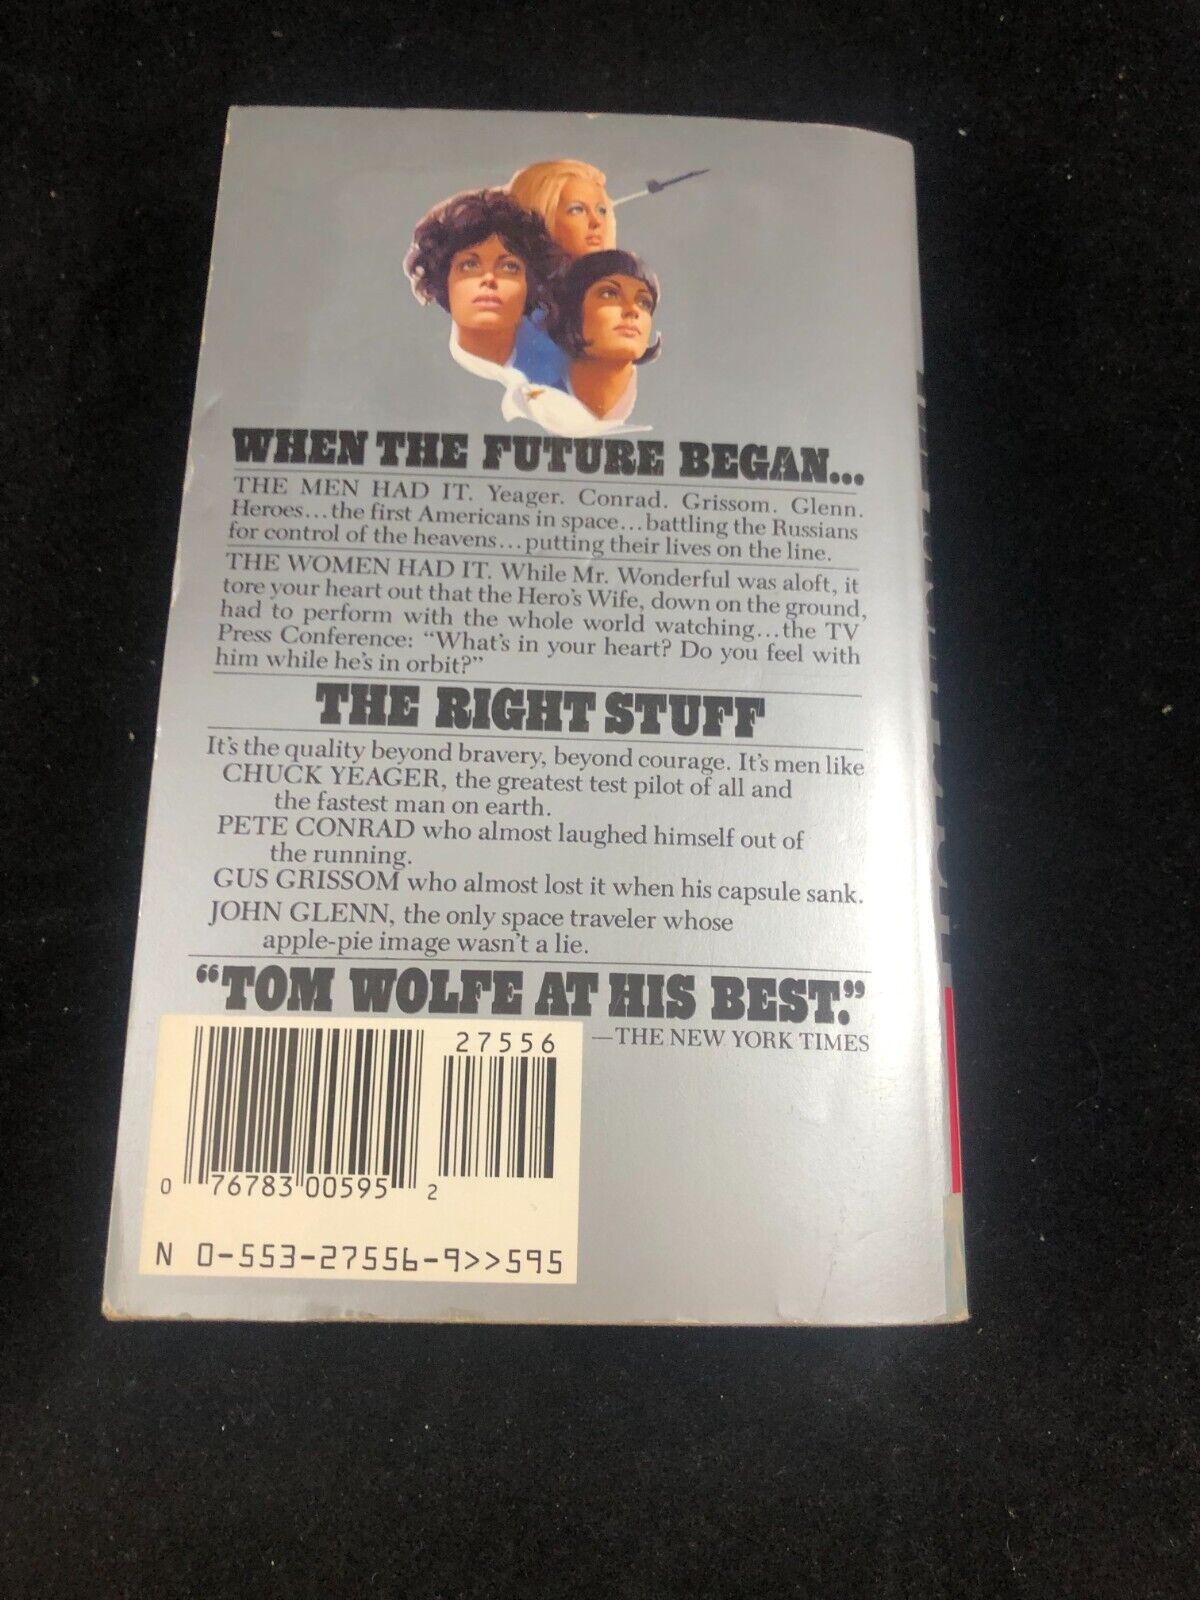 WHEN THE FUTURE BEGAN...
THE MEN HAD IT. Yeager. Conrad. Grissom. Glenn.
Heroes...the first Americans in space...battling the Russians
for control of the heavens...putting their lives on the line.
THE WOMEN HAD IT. While Mr. Wonderful was aloft, it
tore your heart out that the Hero's Wife, down on the ground,
had to perform with the whole world watching...the TV
Press Conference: "What's in your heart? Do you feel with
him while he's in orbit?"
THE RIGHT STUFF
It's the quality beyond bravery, beyond courage. It's men like
CHUCK YEAGER, the greatest test pilot of all and
the fastest man on earth.
PETE CONRAD who almost laughed himself out of
the running.
GUS GRISSOM who almost lost it when his capsule sank.
JOHN GLENN, the only space traveler whose
apple-pie image wasn't a lie.
"TOM WOLFE AT HIS BEST."
—THE NEW YORK TIMES
27556
0 76783 00595 2
N 0-553-27556-9>>595